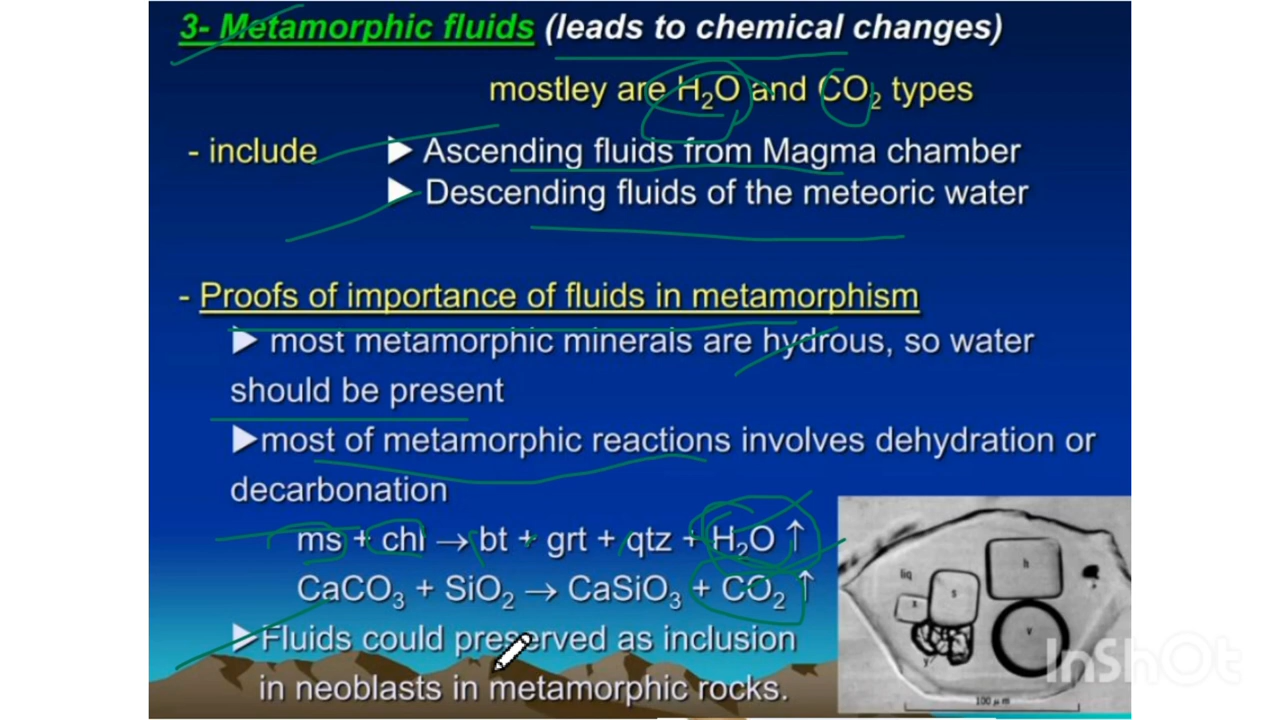 3- Metamorphic fluids (leads to chemical changes)
mostley are H₂O and CO₂ types
- include ▶ Ascending fluids from Magma chamber
▶ Descending fluids of the meteoric water
- Proofs of importance of fluids in metamorphism
▶ most metamorphic minerals are hydrous, so water
should be present
▶most of metamorphic reactions involves dehydration or
decarbonation
ms + chl → bt + grt + qtz + H₂O ↑
CaCO₃ + SiO₂ → CaSiO₃ + CO₂ ↑
▶Fluids could preserved as inclusion
in neoblasts in metamorphic rocks.
liq
h
s
x
v
y
100 μm
InShOt